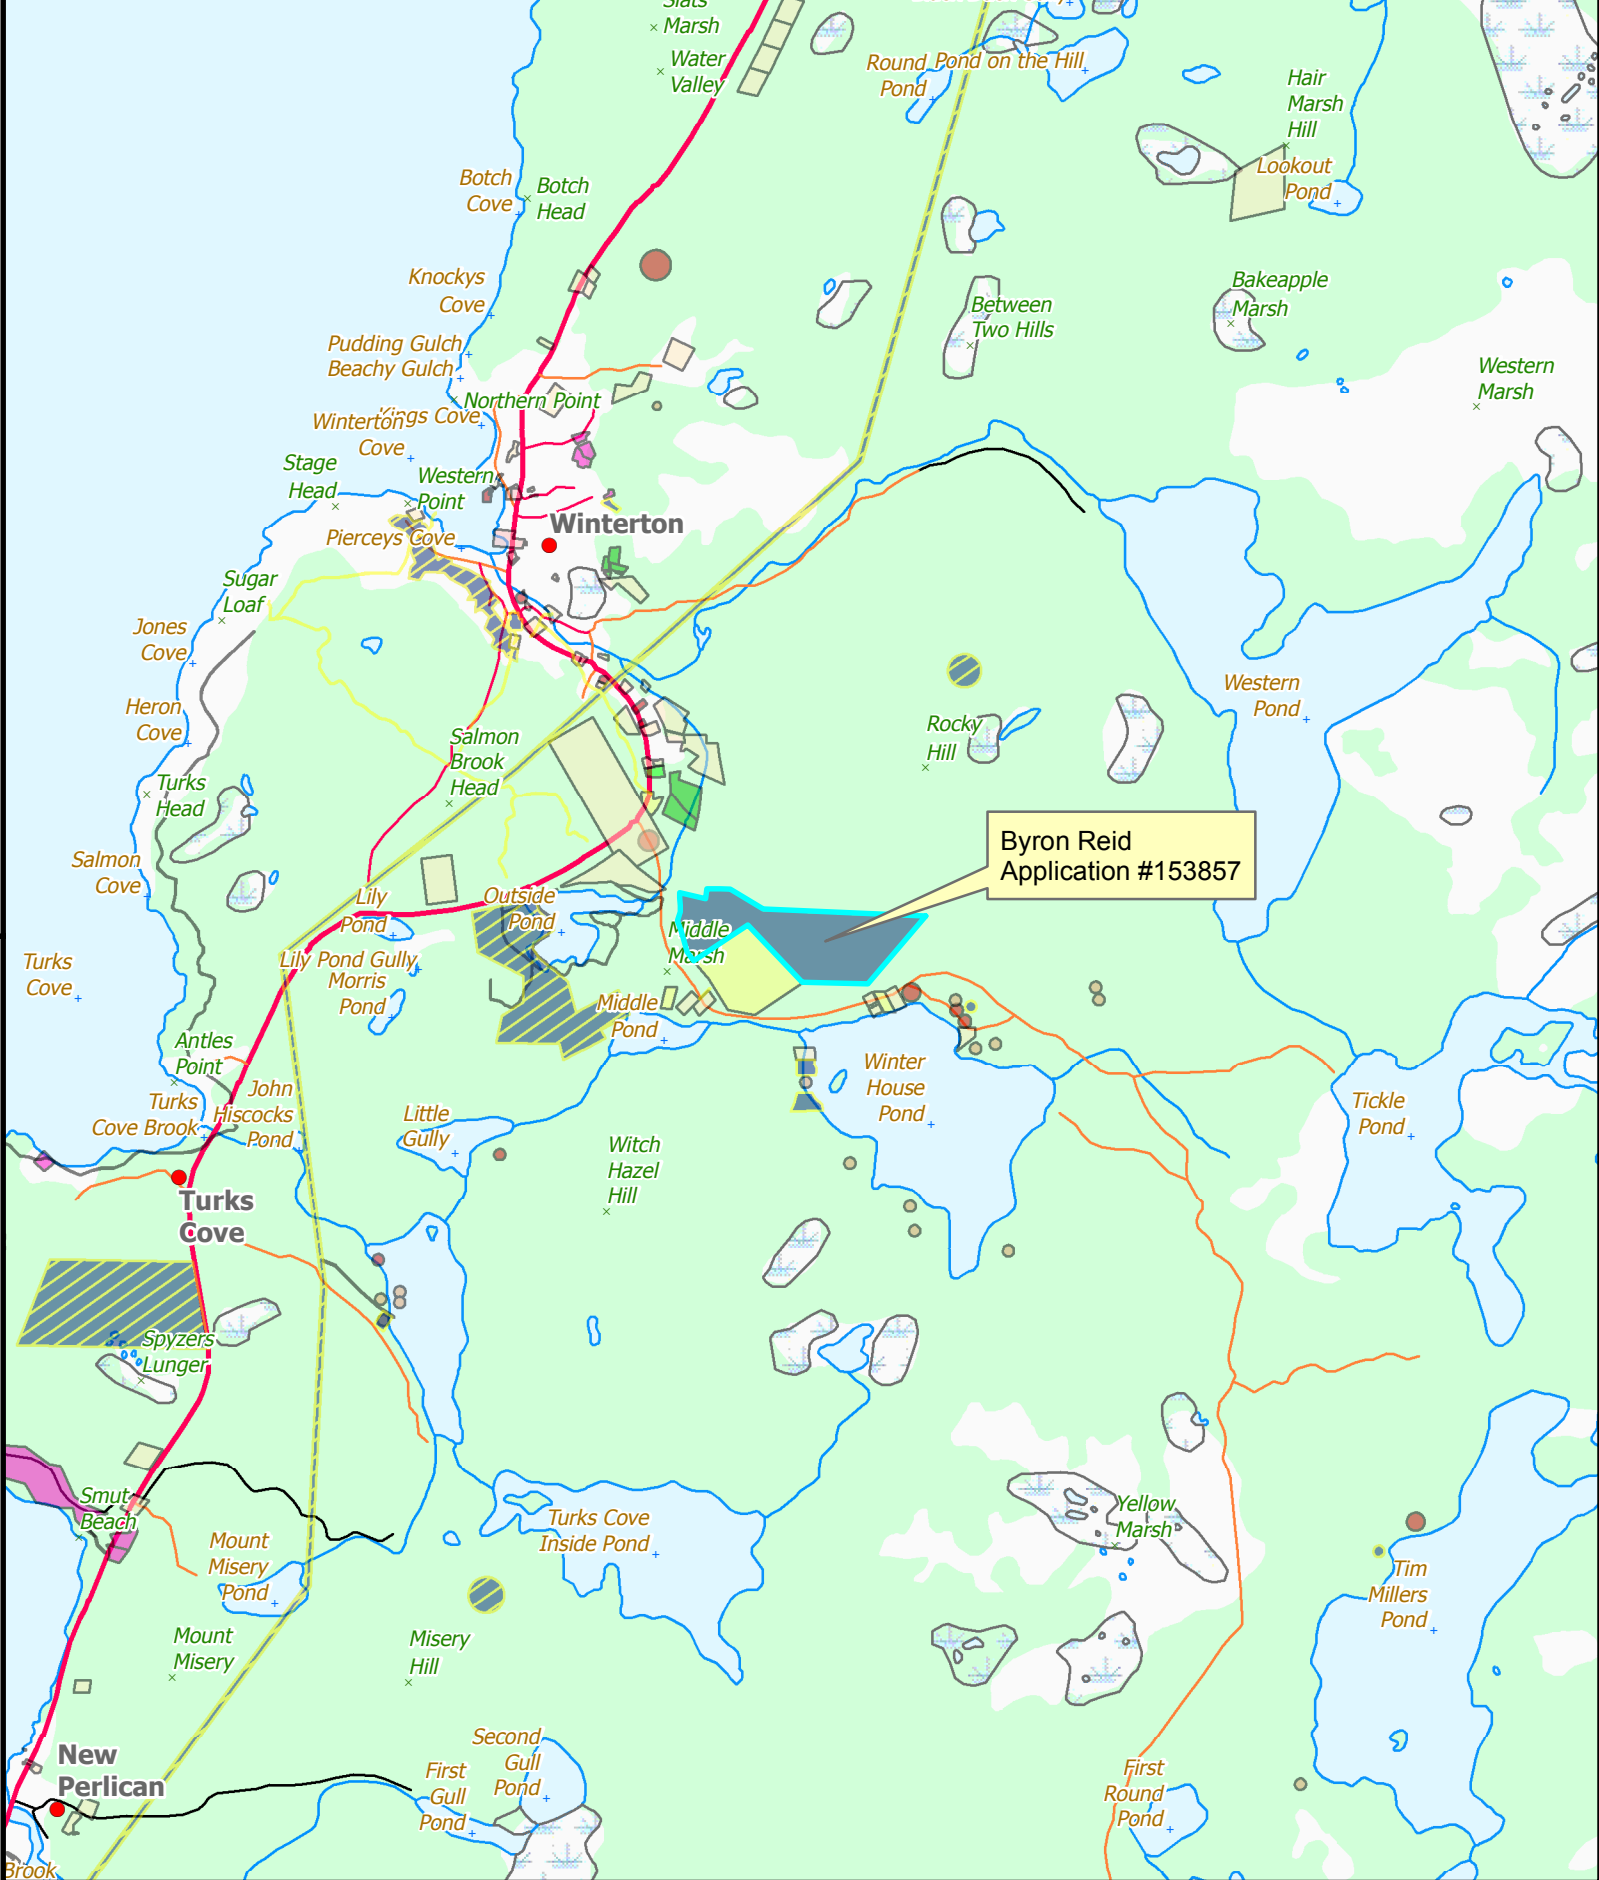 Slats
Marsh
Water
Valley
Round
Pond
Pond on the Hill
Hair
Marsh
Hill
Lookout
Pond
Botch
Cove
Botch
Head
Knockys
Cove
Between
Two Hills
Bakeapple
Marsh
Pudding Gulch
Beachy Gulch
Western
Marsh
Northern Point
Kings Cove
Winterton
Cove
Stage
Head
Western
Point
Winterton
Pierceys Cove
Sugar
Loaf
Jones
Cove
Heron
Cove
Western
Pond
Rocky
Hill
Salmon
Brook
Head
Turks
Head
Byron Reid
Application #153857
Salmon
Cove
Lily
Pond
Outside
Pond
Middle
Marsh
Turks
Cove
Lily Pond Gully
Morris
Pond
Middle
Pond
Antles
Point
Winter
House
Pond
John
Hiscocks
Pond
Turks
Cove Brook
Little
Gully
Tickle
Pond
Witch
Hazel
Hill
Turks
Cove
Spyzers
Lunger
Smut
Beach
Yellow
Marsh
Turks Cove
Inside Pond
Mount
Misery
Pond
Tim
Millers
Pond
Mount
Misery
Misery
Hill
Second
Gull
Pond
New
Perlican
First
Gull
Pond
First
Round
Pond
Brook